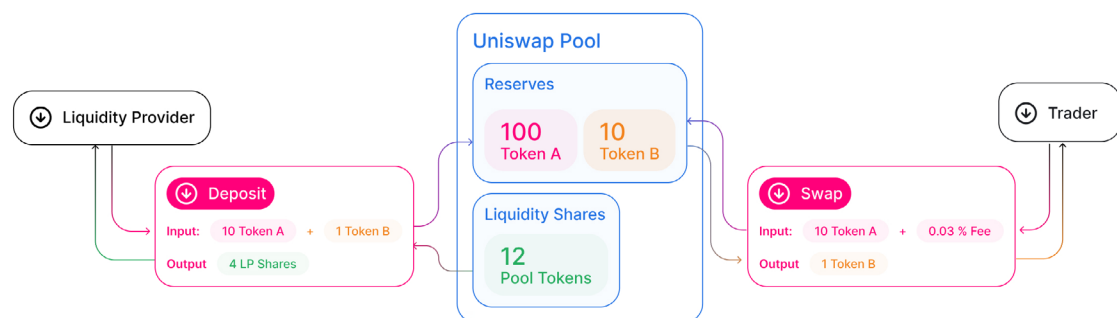 Uniswap Pool
Reserves
100
Token A
10
Token B
Liquidity Shares
12
Pool Tokens
Liquidity Provider
Deposit
Input: 10 Token A + 1 Token B
Output 4 LP Shares
Trader
Swap
Input: 10 Token A + 0.03 % Fee
Output 1 Token B